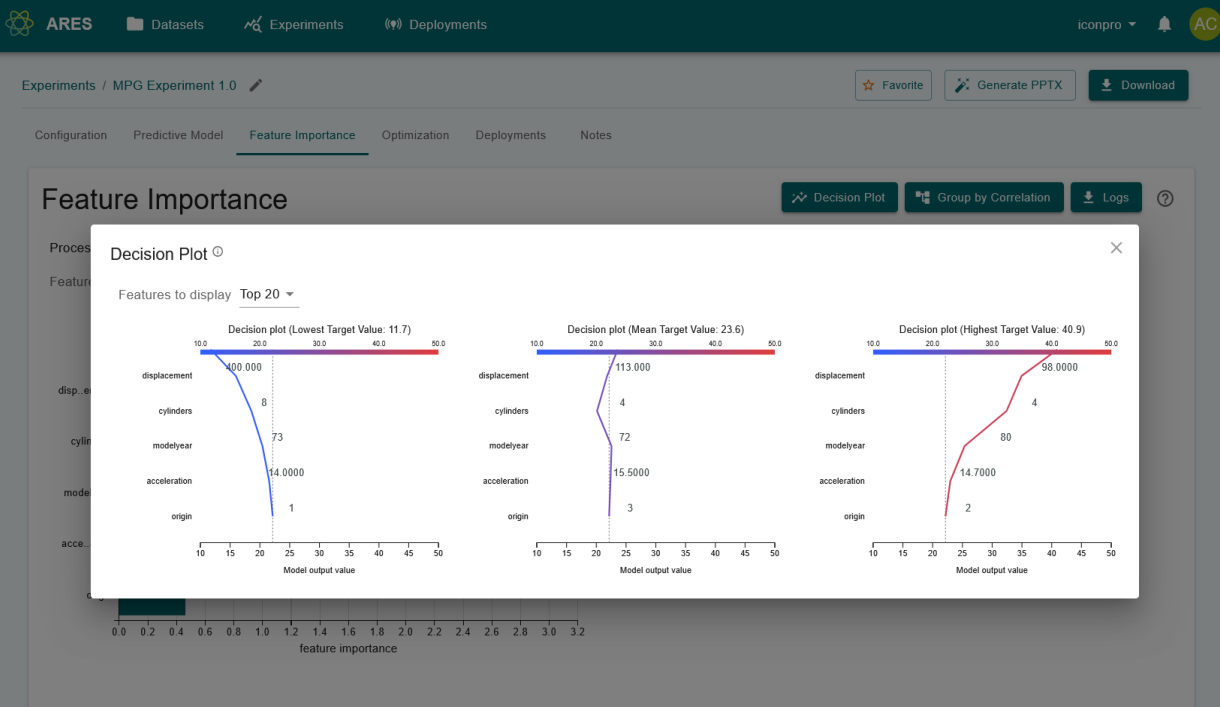 ARES
Datasets
Experiments
Deployments
iconpro
AC
Experiments / MPG Experiment 1.0
Favorite
Generate PPTX
Download
Configuration
Predictive Model
Feature Importance
Optimization
Deployments
Notes
Feature Importance
Decision Plot
Group by Correlation
Logs
Proces
Feature
Decision Plot
Features to display Top 20
Decision plot (Lowest Target Value: 11.7)
10.0 20.0 30.0 40.0 50.0
displacement 400.000
cylinders 8
modelyear 73
acceleration 14.0000
origin 1
10 15 20 25 30 35 40 45 50
Model output value
Decision plot (Mean Target Value: 23.6)
10.0 20.0 30.0 40.0 50.0
displacement 113.000
cylinders 4
modelyear 72
acceleration 15.5000
origin 3
10 15 20 25 30 35 40 45 50
Model output value
Decision plot (Highest Target Value: 40.9)
10.0 20.0 30.0 40.0 50.0
displacement 98.0000
cylinders 4
modelyear 80
acceleration 14.7000
origin 2
10 15 20 25 30 35 40 45 50
Model output value
disp..e
cylin
model
acce..
0.0 0.2 0.4 0.6 0.8 1.0 1.2 1.4 1.6 1.8 2.0 2.2 2.4 2.6 2.8 3.0 3.2
feature importance